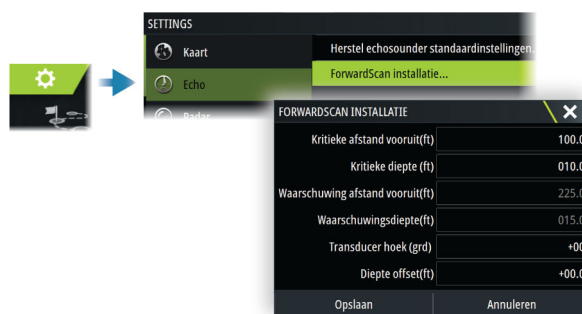 SETTINGS
Kaart
Herstel echosounder standaardinstellingen.
Echo
ForwardScan installatie...
Radar
FORWARDSCAN INSTALLATIE
Kritieke afstand vooruit(ft) 100.0
Kritieke diepte (ft) 010.0
Waarschuwing afstand vooruit(ft) 225.0
Waarschuwingsdiepte(ft) 015.0
Transducer hoek (grd) +00
Diepte offset(ft) +00.0
Opslaan Annuleren